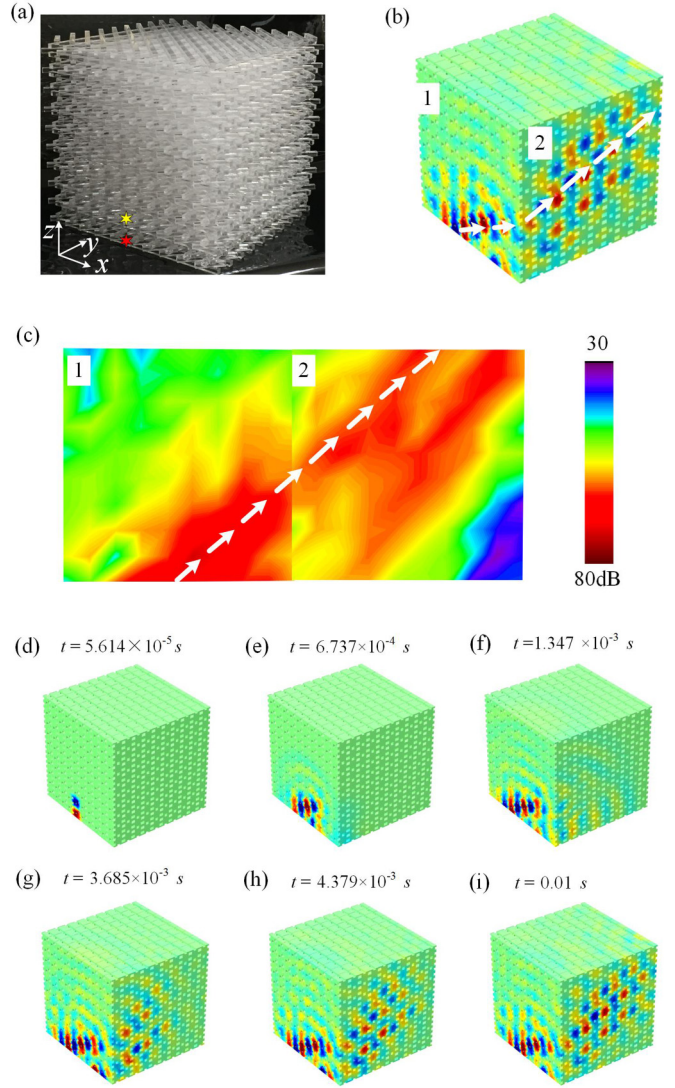 (a)
z
y
x
(b)
1
2
(c)
1
2
30
80dB
(d)
t = 5.614×10⁻⁵ s
(e)
t = 6.737×10⁻⁴ s
(f)
t=1.347 ×10⁻³ s
(g)
t = 3.685×10⁻³ s
(h)
t = 4.379×10⁻³ s
(i)
t = 0.01 s